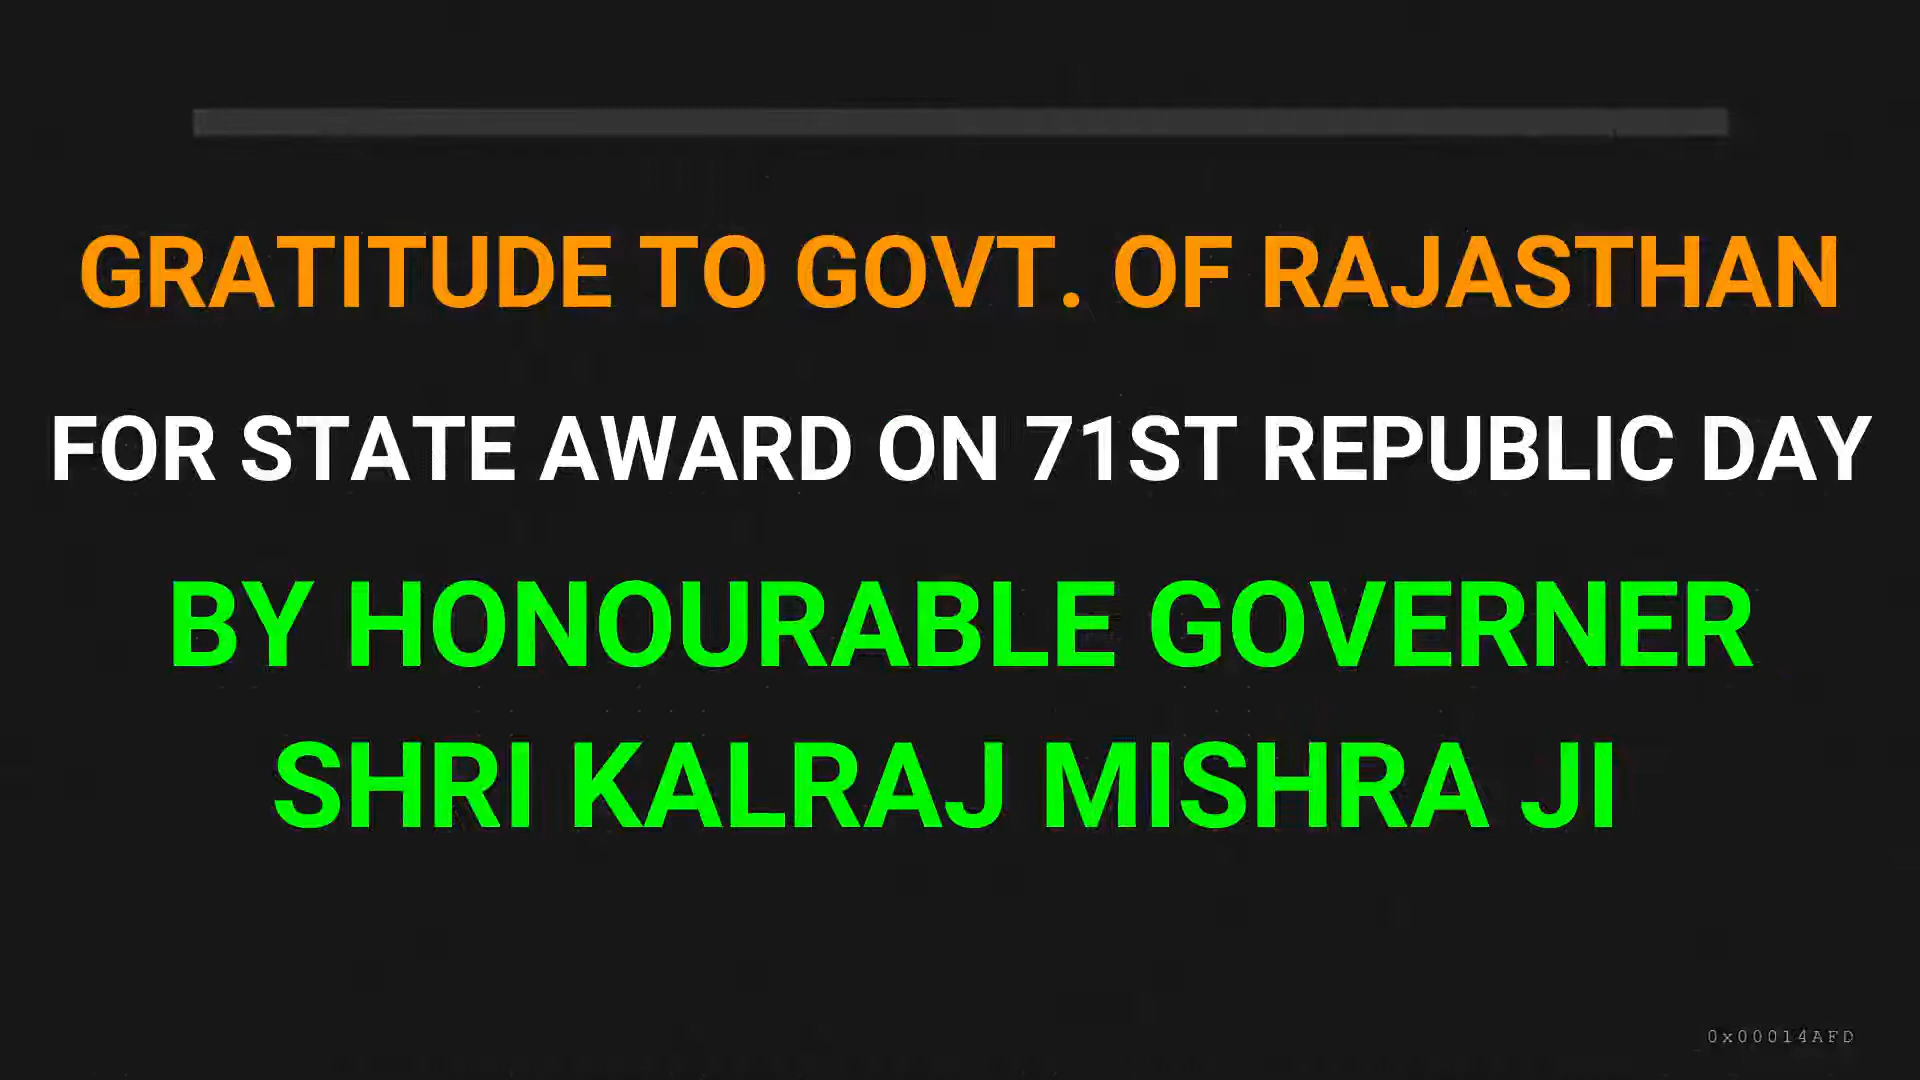 GRATITUDE TO GOVT. OF RAJASTHAN
FOR STATE AWARD ON 71ST REPUBLIC DAY
BY HONOURABLE GOVERNER
SHRI KALRAJ MISHRA JI
0x00014AFD